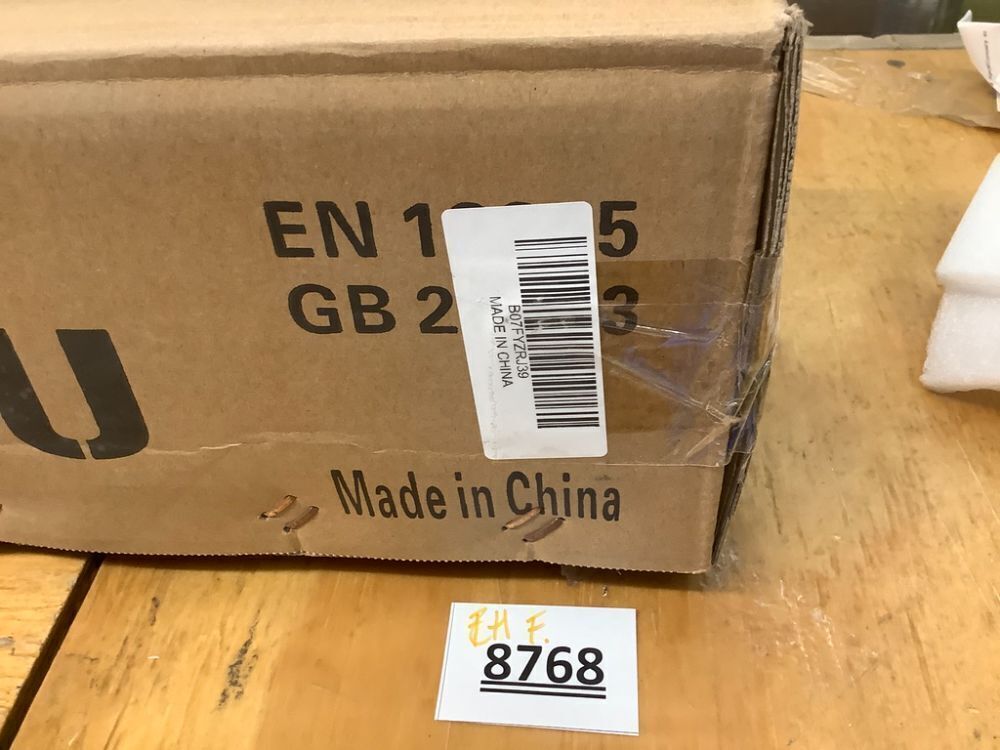 EN 1 5
GB 2 3
B07FYZRJ39
MADE IN CHINA
U
Made in China
EH F.
8768